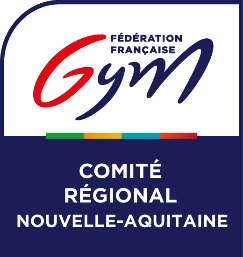 FÉDÉRATION
FRANÇAISE
Gym
COMITÉ
RÉGIONAL
NOUVELLE-AQUITAINE